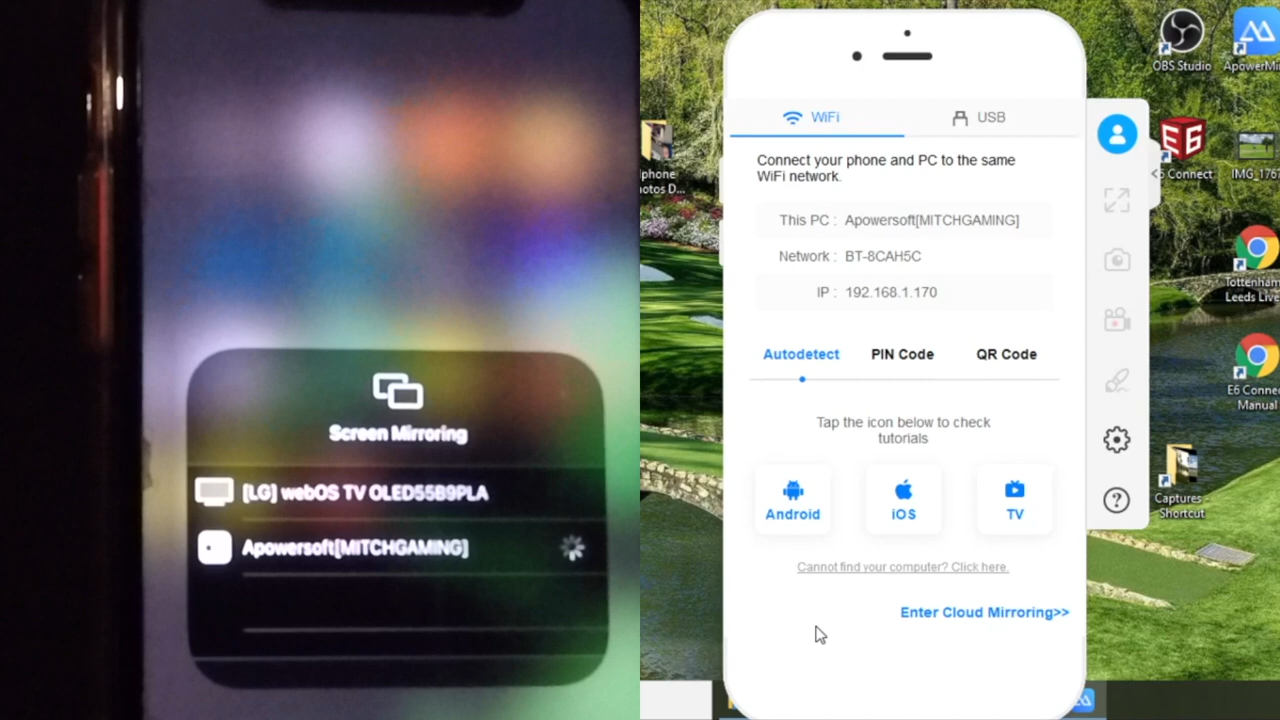 Screen Mirroring
[LG] webOS TV OLED55B9PLA
Apowersoft[MITCHGAMING]
WiFi
USB
Connect your phone and PC to the same
WiFi network.
This PC : Apowersoft[MITCHGAMING]
Network : BT-8CAH5C
IP : 192.168.1.170
Autodetect
PIN Code
QR Code
Tap the icon below to check
tutorials
Android
iOS
TV
Cannot find your computer? Click here.
Enter Cloud Mirroring>>
OBS Studio
ApowerMi
E6
E6 Connect
IMG_176
Iphone
Photos D...
Tottenham
Leeds Live
E6 Connec
Manual
Captures -
Shortcut